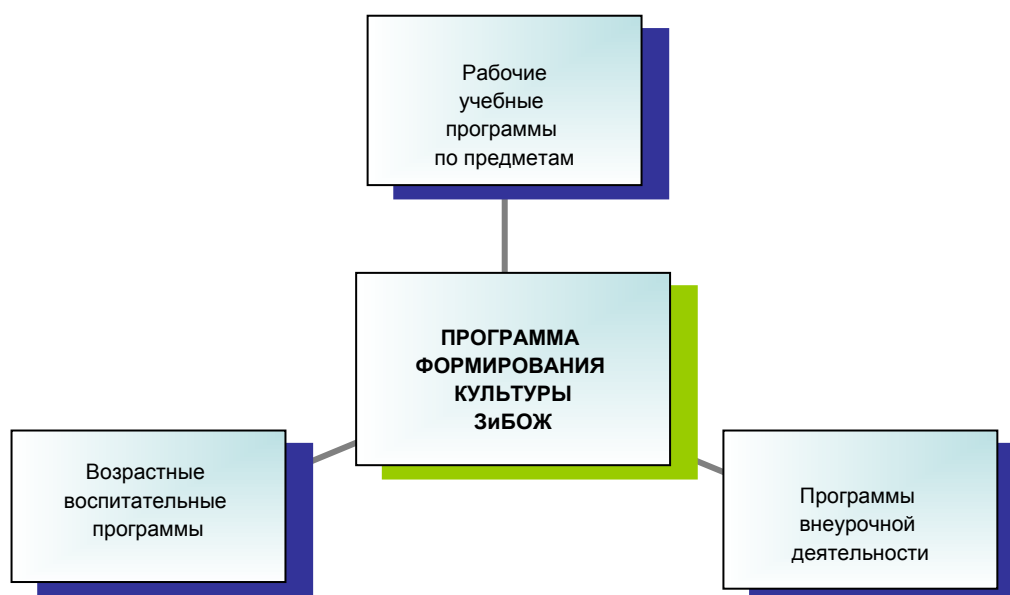 Рабочие
учебные
программы
по предметам
ПРОГРАММА
ФОРМИРОВАНИЯ
КУЛЬТУРЫ
ЗиБОЖ
Возрастные
воспитательные
программы
Программы
внеурочной
деятельности